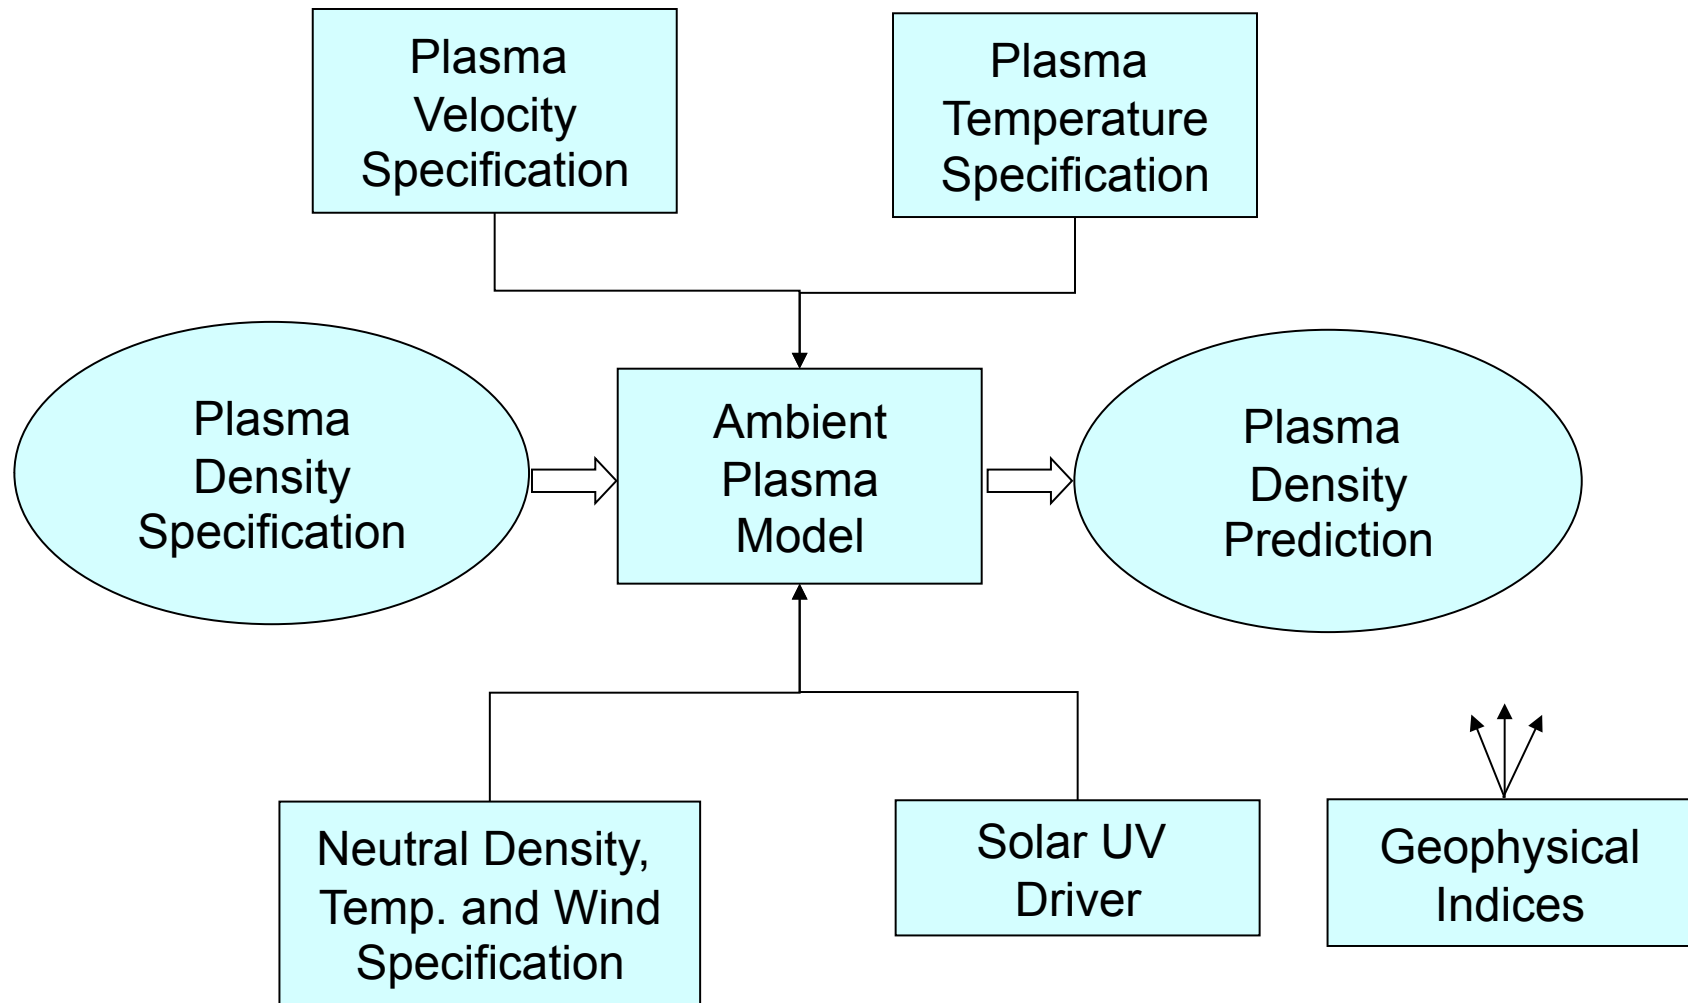 Plasma
Velocity
Specification
Plasma
Temperature
Specification
Plasma
Density
Specification
Ambient
Plasma
Model
Plasma
Density
Prediction
Neutral Density,
Temp. and Wind
Specification
Solar UV
Driver
Geophysical
Indices